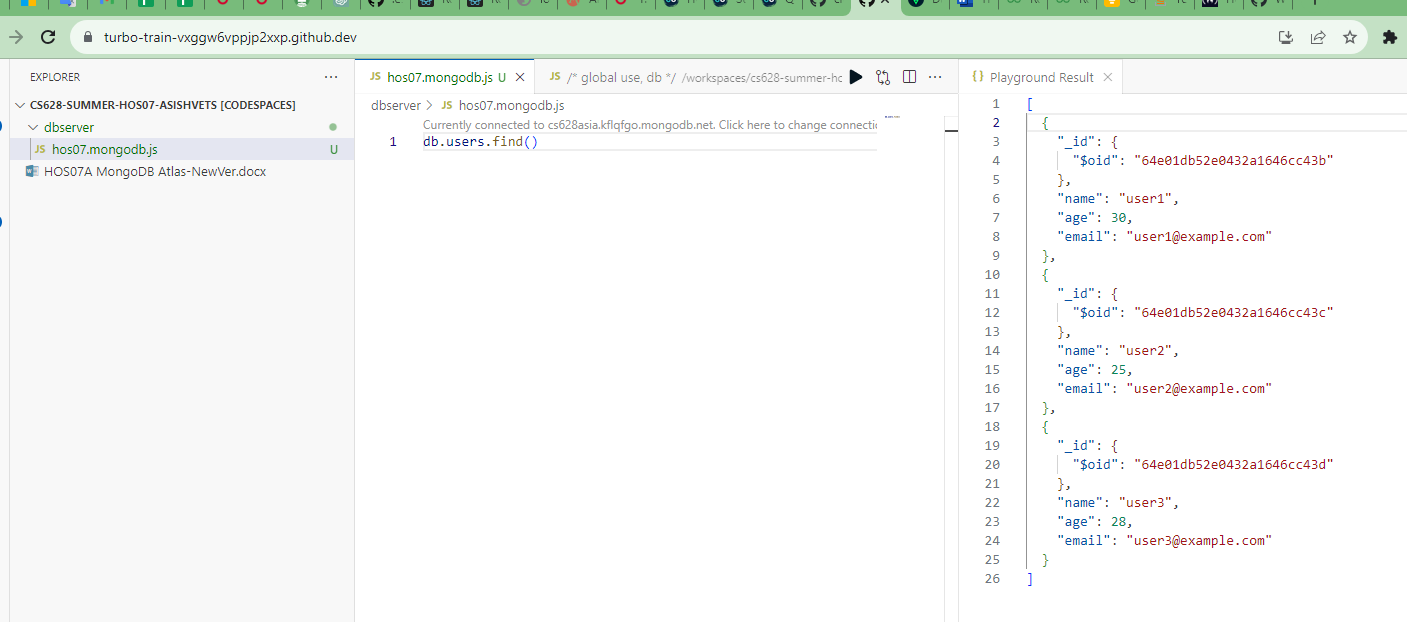 turbo-train-vxggw6vppjp2xxp.github.dev
EXPLORER
CS628-SUMMER-HOS07-ASISHVETS [CODESPACES]
dbserver
JS hos07.mongodb.js U
HOS07A MongoDB Atlas-NewVer.docx
JS hos07.mongodb.js U
JS /* global use, db */ /workspaces/cs628-summer-ho
dbserver > JS hos07.mongodb.js
Currently connected to cs628asia.kflqfgo.mongodb.net. Click here to change connectic
1 db.users.find()
{} Playground Result
1 [
2 {
3 "_id": {
4 "$oid": "64e01db52e0432a1646cc43b"
5 },
6 "name": "user1",
7 "age": 30,
8 "email": "user1@example.com"
9 },
10 {
11 "_id": {
12 "$oid": "64e01db52e0432a1646cc43c"
13 },
14 "name": "user2",
15 "age": 25,
16 "email": "user2@example.com"
17 },
18 {
19 "_id": {
20 "$oid": "64e01db52e0432a1646cc43d"
21 },
22 "name": "user3",
23 "age": 28,
24 "email": "user3@example.com"
25 }
26 ]